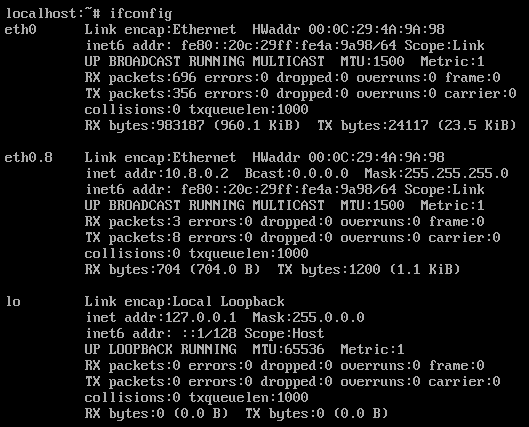 localhost:~# ifconfig
eth0 Link encap:Ethernet HWaddr 00:0C:29:4A:9A:98
inet6 addr: fe80::20c:29ff:fe4a:9a98/64 Scope:Link
UP BROADCAST RUNNING MULTICAST MTU:1500 Metric:1
RX packets:696 errors:0 dropped:0 overruns:0 frame:0
TX packets:356 errors:0 dropped:0 overruns:0 carrier:0
collisions:0 txqueuelen:1000
RX bytes:983187 (960.1 KiB) TX bytes:24117 (23.5 KiB)
eth0.8 Link encap:Ethernet HWaddr 00:0C:29:4A:9A:98
inet addr:10.8.0.2 Bcast:0.0.0.0 Mask:255.255.255.0
inet6 addr: fe80::20c:29ff:fe4a:9a98/64 Scope:Link
UP BROADCAST RUNNING MULTICAST MTU:1500 Metric:1
RX packets:3 errors:0 dropped:0 overruns:0 frame:0
TX packets:8 errors:0 dropped:0 overruns:0 carrier:0
collisions:0 txqueuelen:1000
RX bytes:704 (704.0 B) TX bytes:1200 (1.1 KiB)
lo Link encap:Local Loopback
inet addr:127.0.0.1 Mask:255.0.0.0
inet6 addr: ::1/128 Scope:Host
UP LOOPBACK RUNNING MTU:65536 Metric:1
RX packets:0 errors:0 dropped:0 overruns:0 frame:0
TX packets:0 errors:0 dropped:0 overruns:0 carrier:0
collisions:0 txqueuelen:1000
RX bytes:0 (0.0 B) TX bytes:0 (0.0 B)